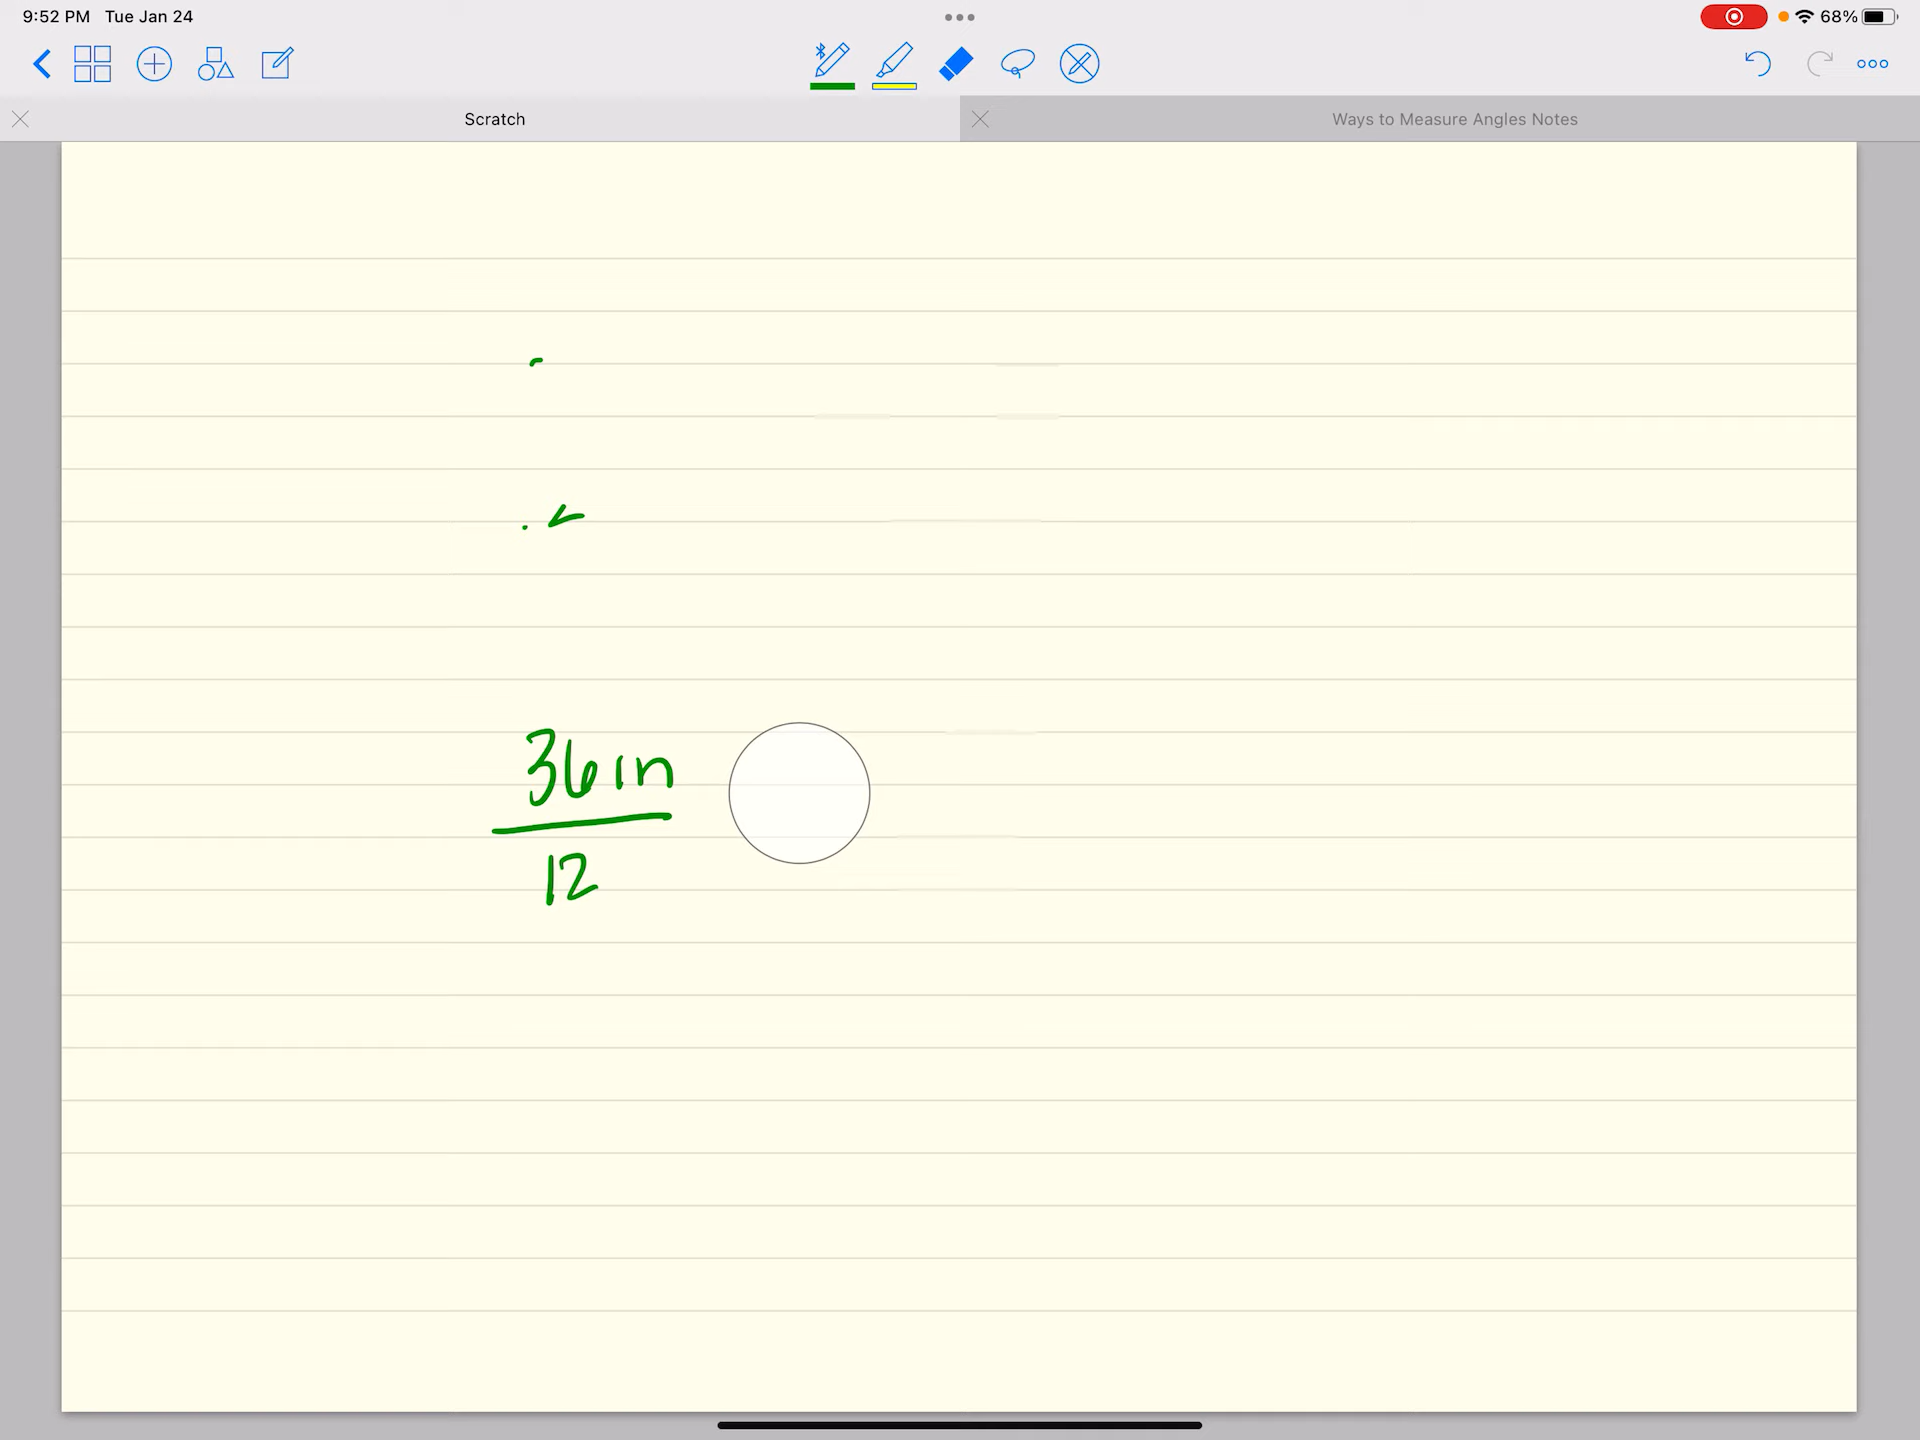 9:52 PM Tue Jan 24
68%
Scratch
Ways to Measure Angles Notes
36 in
12